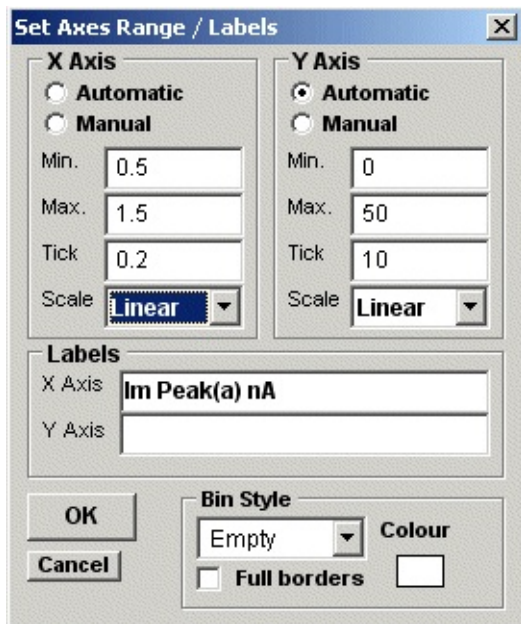 Set Axes Range / Labels
X Axis
Automatic
Manual
Min. 0.5
Max. 1.5
Tick 0.2
Scale Linear
Y Axis
Automatic
Manual
Min. 0
Max. 50
Tick 10
Scale Linear
Labels
X Axis Im Peak(a) nA
Y Axis
OK
Cancel
Bin Style
Empty
Colour
Full borders